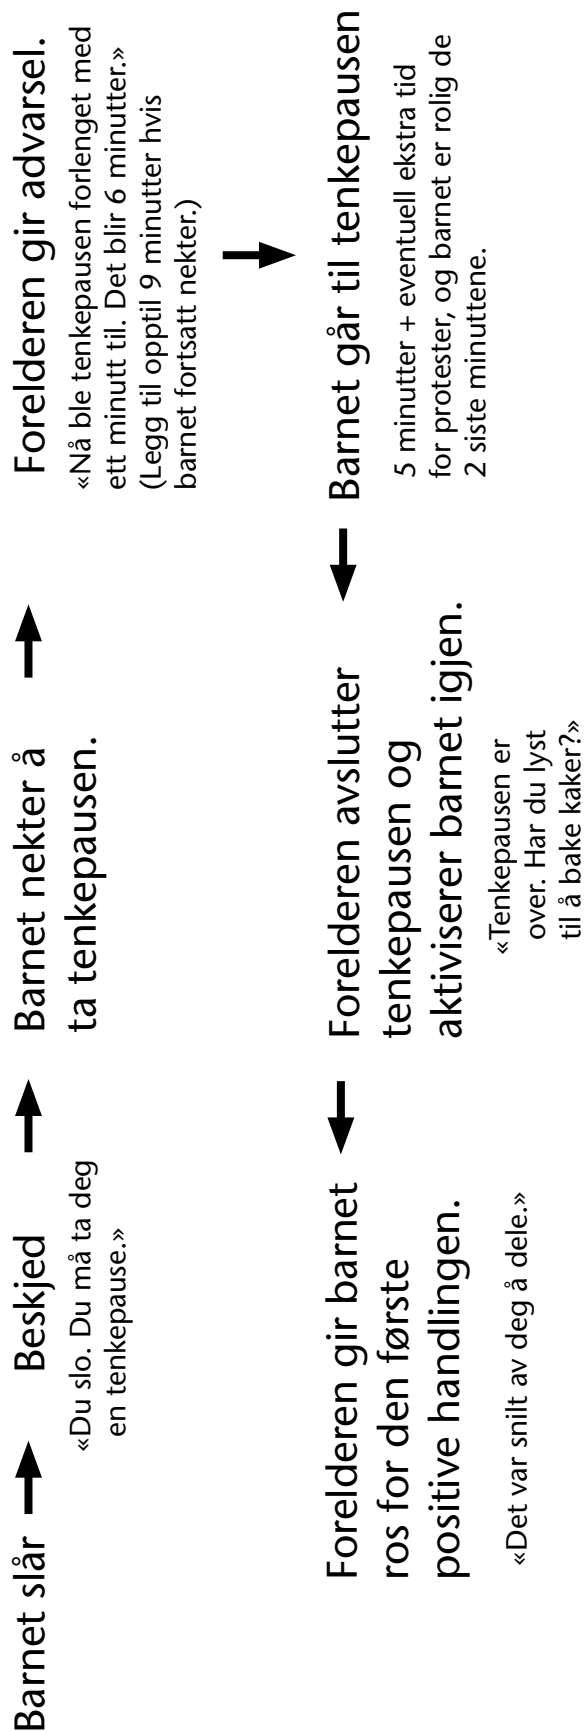 Barnet slår
Beskjed
«Du slo. Du må ta deg
en tenkepause.»
Barnet nekter å
ta tenkepausen.
Forelderen gir advarsel.
«Nå ble tenkepausen forlenget med
ett minutt til. Det blir 6 minutter.»
(Legg til opptil 9 minutter hvis
barnet fortsatt nekter.)
Barnet går til tenkepausen
5 minutter + eventuell ekstra tid
for protester, og barnet er rolig de
2 siste minuttene.
Forelderen avslutter
tenkepausen og
aktiviserer barnet igjen.
«Tenkepausen er
over. Har du lyst
til å bake kaker?»
Forelderen gir barnet
ros for den første
positive handlingen.
«Det var snilt av deg å dele.»